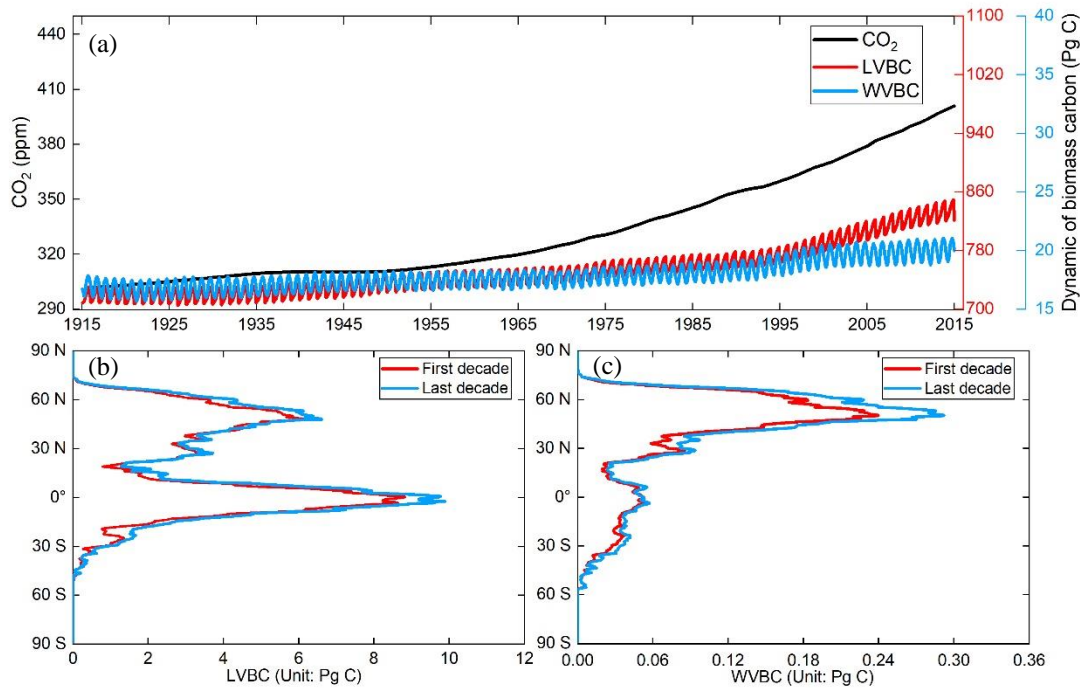 (a)
CO2 (ppm)
440
410
380
350
320
290
CO2
LVBC
WVBC
1100
1020
940
860
780
700
40
35
30
25
20
15
Dynamic of biomass carbon (Pg C)
1915 1925 1935 1945 1955 1965 1975 1985 1995 2005 2015
(b)
First decade
Last decade
90 N
60 N
30 N
0°
30 S
60 S
90 S
0 2 4 6 8 10 12
LVBC (Unit: Pg C)
(c)
First decade
Last decade
90 N
60 N
30 N
0°
30 S
60 S
90 S
0.00 0.06 0.12 0.18 0.24 0.30 0.36
WVBC (Unit: Pg C)